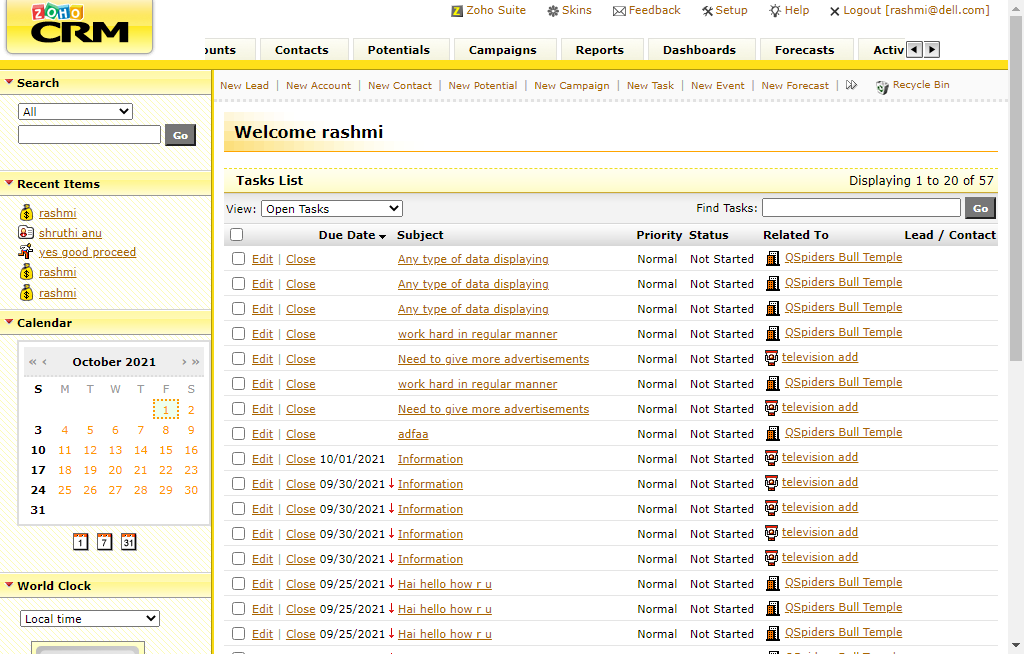 ZOHO CRM
Zoho Suite Skins Feedback Setup Help Logout [rashmi@dell.com]
ounts Contacts Potentials Campaigns Reports Dashboards Forecasts Activ
Search
All
Go
Recent Items
rashmi
shruthi anu
yes good proceed
rashmi
rashmi
Calendar
« ‹ October 2021 › »
S M T W T F S
1 2
3 4 5 6 7 8 9
10 11 12 13 14 15 16
17 18 19 20 21 22 23
24 25 26 27 28 29 30
31
1 7 31
World Clock
Local time
New Lead | New Account | New Contact | New Potential | New Campaign | New Task | New Event | New Forecast | Recycle Bin
Welcome rashmi
Tasks List Displaying 1 to 20 of 57
View: Open Tasks Find Tasks: Go
Due Date Subject Priority Status Related To Lead / Contact
Edit | Close Any type of data displaying Normal Not Started QSpiders Bull Temple
Edit | Close Any type of data displaying Normal Not Started QSpiders Bull Temple
Edit | Close Any type of data displaying Normal Not Started QSpiders Bull Temple
Edit | Close work hard in regular manner Normal Not Started QSpiders Bull Temple
Edit | Close Need to give more advertisements Normal Not Started television add
Edit | Close work hard in regular manner Normal Not Started QSpiders Bull Temple
Edit | Close Need to give more advertisements Normal Not Started television add
Edit | Close adfaa Normal Not Started QSpiders Bull Temple
Edit | Close 10/01/2021 Information Normal Not Started television add
Edit | Close 09/30/2021 Information Normal Not Started television add
Edit | Close 09/30/2021 Information Normal Not Started television add
Edit | Close 09/30/2021 Information Normal Not Started television add
Edit | Close 09/30/2021 Information Normal Not Started television add
Edit | Close 09/25/2021 Hai hello how r u Normal Not Started QSpiders Bull Temple
Edit | Close 09/25/2021 Hai hello how r u Normal Not Started QSpiders Bull Temple
Edit | Close 09/25/2021 Hai hello how r u Normal Not Started QSpiders Bull Temple